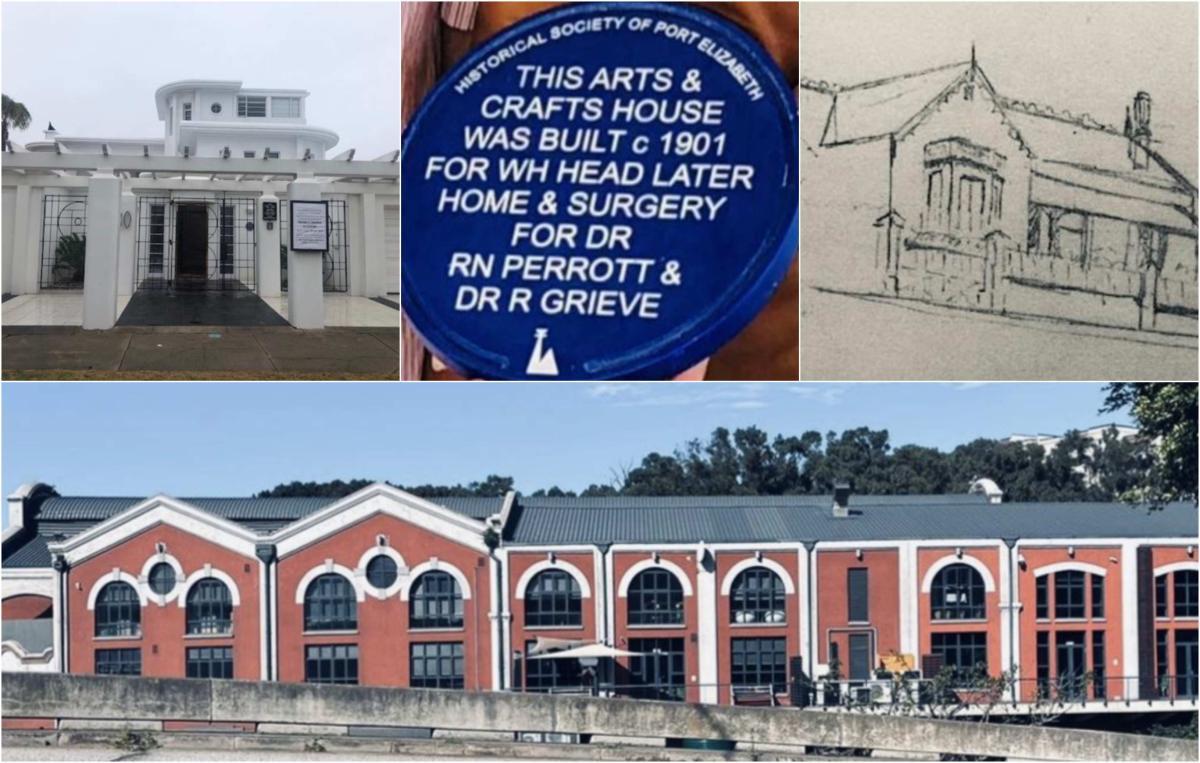 HISTORICAL SOCIETY OF PORT ELIZABETH
THIS ARTS &
CRAFTS HOUSE
WAS BUILT c 1901
FOR WH HEAD LATER
HOME & SURGERY
FOR DR
RN PERROTT &
DR R GRIEVE